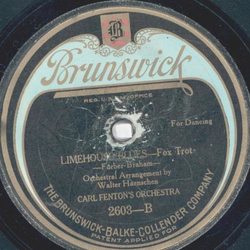 B
Brunswick
REG. U.S. PAT. OFFICE
For Dancing
LIMEHOUSE BLUES—Fox Trot—
—Furber-Braham—
Orchestral Arrangement by
Walter Haenschen
CARL FENTON'S ORCHESTRA
2603–B
THE BRUNSWICK-BALKE-COLLENDER COMPANY
PATENT APPLIED FOR